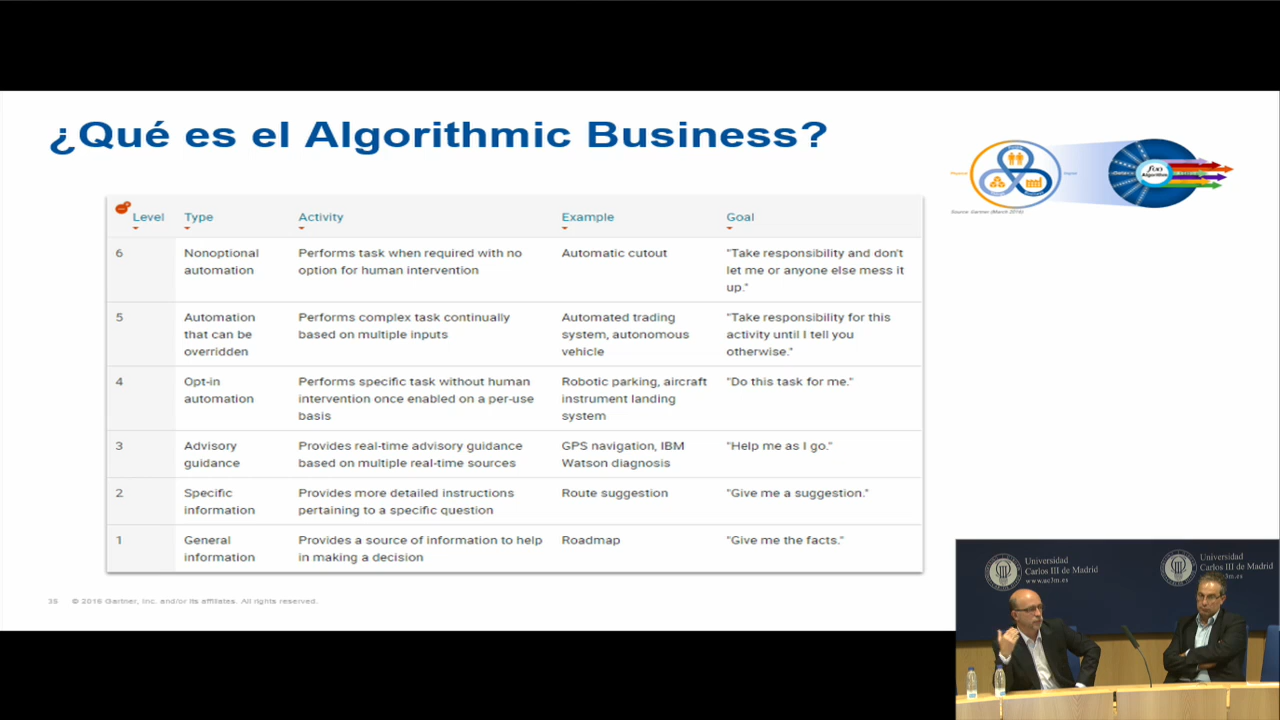 ¿Qué es el Algorithmic Business?
Level Type Activity Example Goal
6 Nonoptional automation Performs task when required with no option for human intervention Automatic cutout "Take responsibility and don't let me or anyone else mess it up."
5 Automation that can be overridden Performs complex task continually based on multiple inputs Automated trading system, autonomous vehicle "Take responsibility for this activity until I tell you otherwise."
4 Opt-in automation Performs specific task without human intervention once enabled on a per-use basis Robotic parking, aircraft instrument landing system "Do this task for me."
3 Advisory guidance Provides real-time advisory guidance based on multiple real-time sources GPS navigation, IBM Watson diagnosis "Help me as I go."
2 Specific information Provides more detailed instructions pertaining to a specific question Route suggestion "Give me a suggestion."
1 General information Provides a source of information to help in making a decision Roadmap "Give me the facts."
Algorithms
Source: Gartner (March 2016)
35 © 2016 Gartner, Inc. and/or its affiliates. All rights reserved.
Universidad
Carlos III de Madrid
www.uc3m.es
Universidad
Carlos III de Madrid
www.uc3m.es